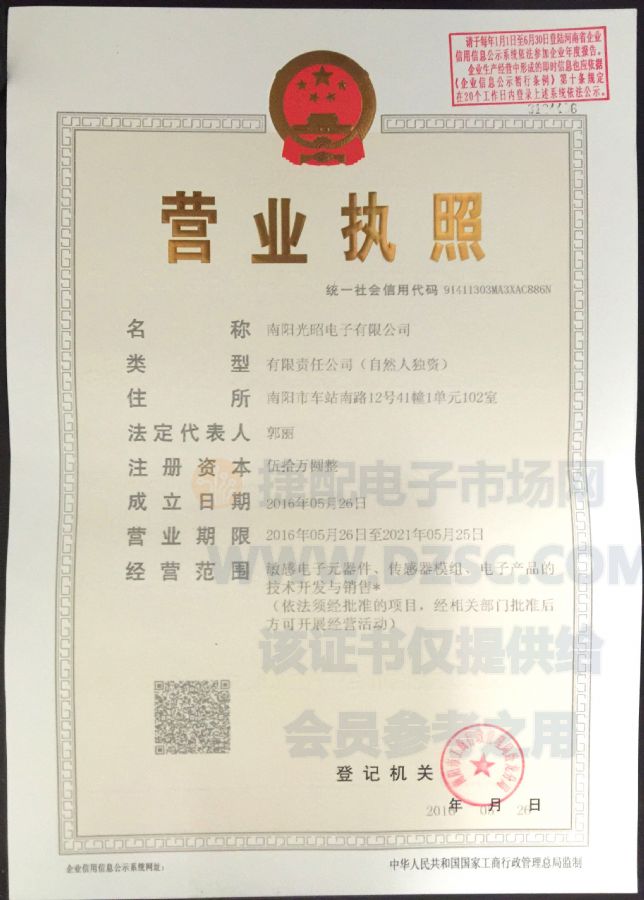 请于每年1月1日至6月30日登陆河南省企业
信用信息公示系统依法参加企业年度报告。
企业生产经营中形成的即时信息也应依据
《企业信息公示暂行条例》第十条规定
在20个工作日内登录上述系统依法公示。
营业执照
统一社会信用代码 91411303MA3XAC886N
名称 南阳光昭电子有限公司
类型 有限责任公司（自然人独资）
住所 南阳市车站南路12号41幢1单元102室
法定代表人 郭丽
注册资本 伍拾万圆整
成立日期 2016年05月26日
营业期限 2016年05月26日至2021年05月25日
经营范围 敏感电子元器件、传感器模组、电子产品的
技术开发与销售*
（依法须经批准的项目，经相关部门批准后
方可开展经营活动）
捷配电子市场网
WWW.DZSC.COM
该证书仅提供给
会员参考之用
登记机关
2016年 月 26日
企业信用信息公示系统网址：
中华人民共和国国家工商行政管理总局监制